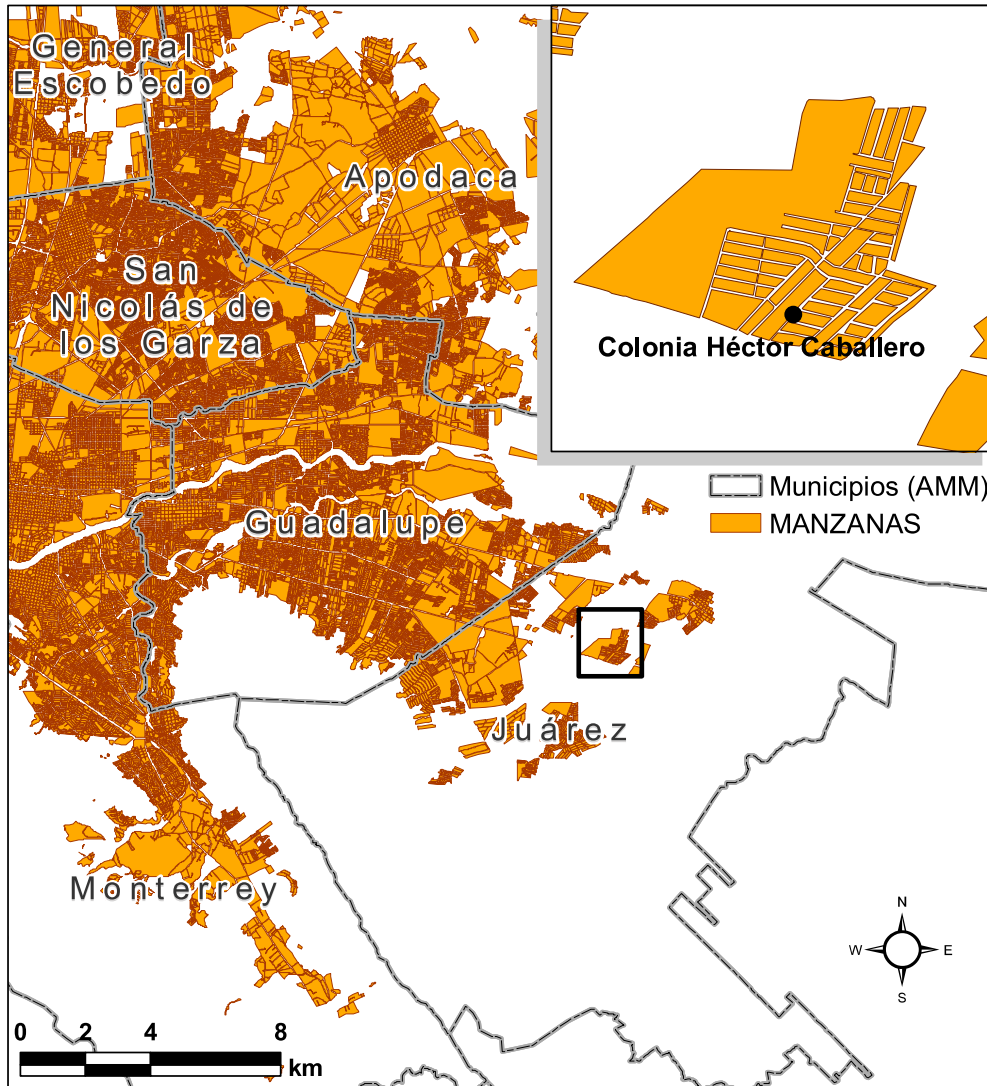 General
Escobedo
Apodaca
San
Nicolás de
los Garza
Colonia Héctor Caballero
Municipios (AMM)
MANZANAS
Guadalupe
Juárez
Monterrey
N
W E
S
0 2 4 8
km